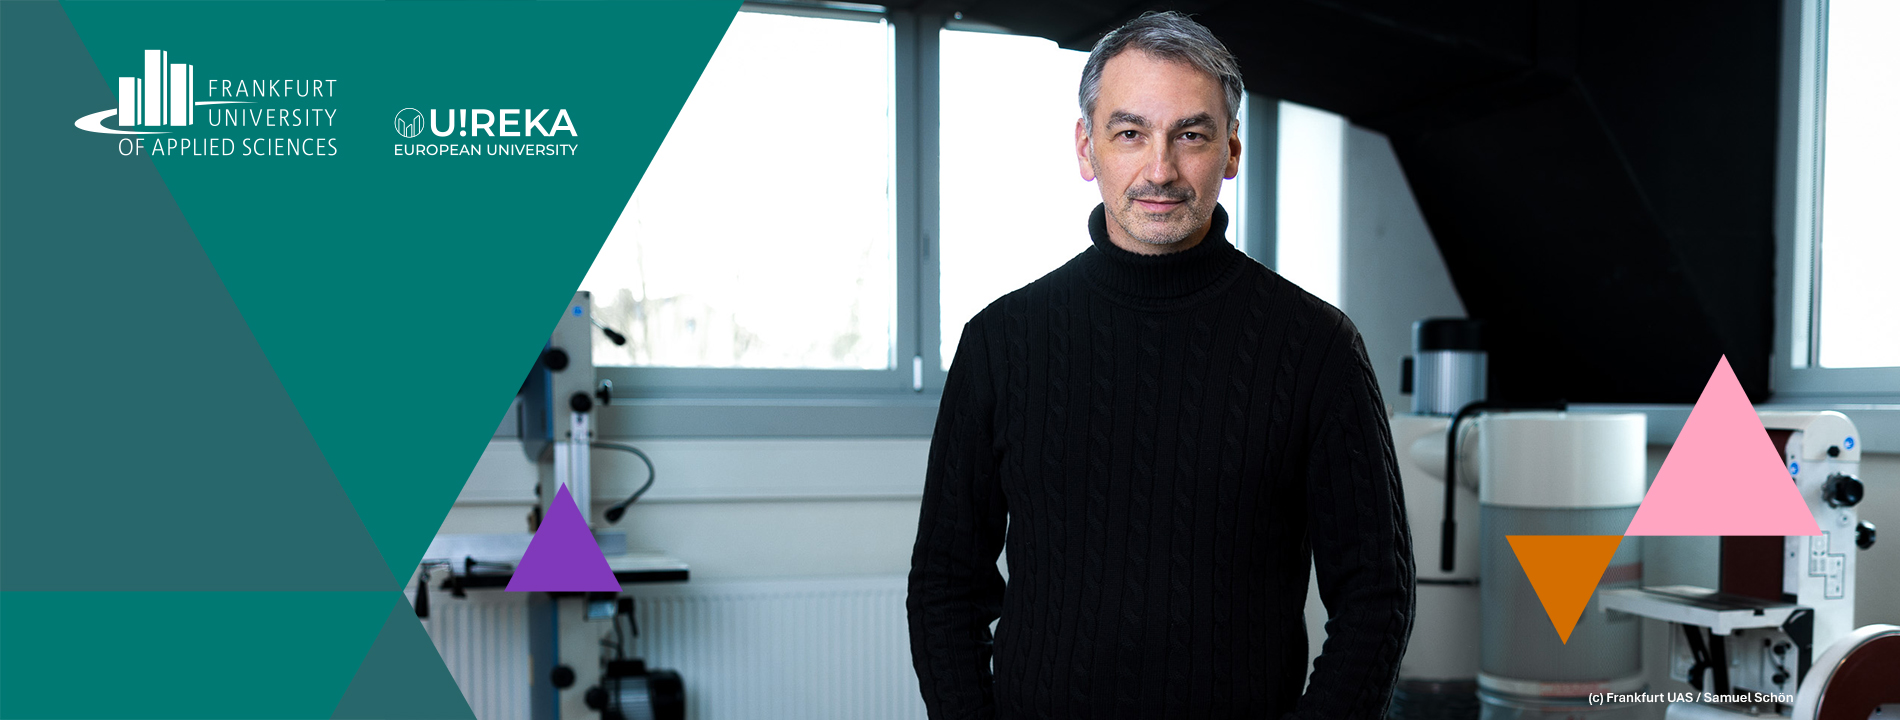 FRANKFURT
UNIVERSITY
OF APPLIED SCIENCES
U!REKA
EUROPEAN UNIVERSITY
(c) Frankfurt UAS / Samuel Schön